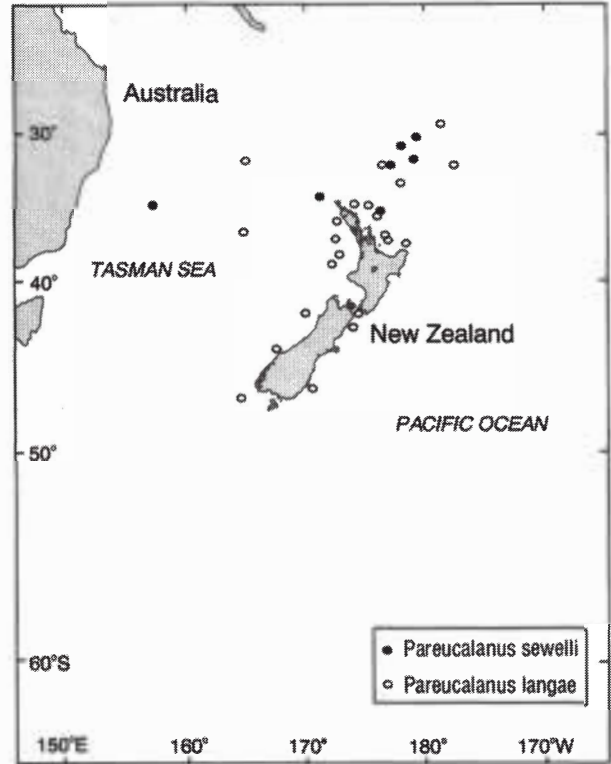 Australia
30°
TASMAN SEA
40°
New Zealand
PACIFIC OCEAN
50°
Pareucalanus sewelli
60°S
Pareucalanus langae
150°E 160° 170° 180° 170°W